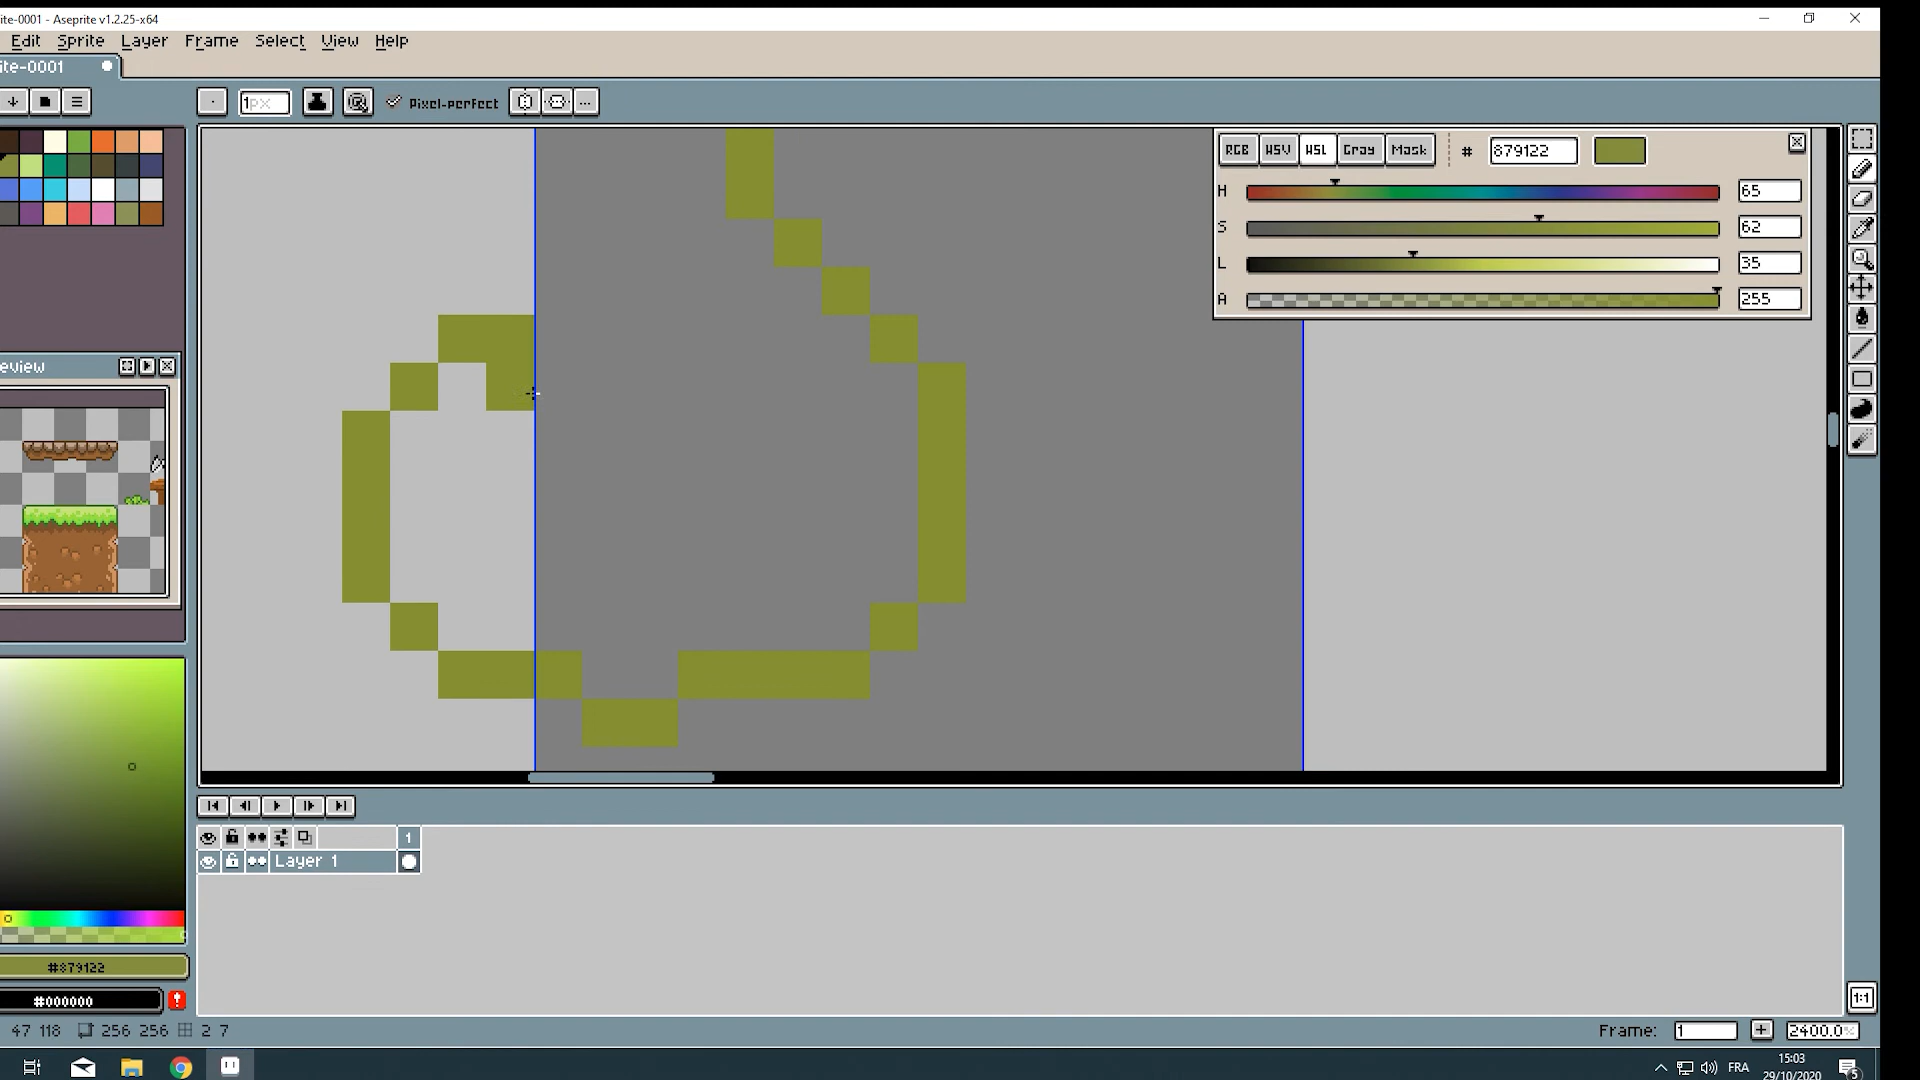 ite-0001 - Aseprite v1.2.25-x64
Edit Sprite Layer Frame Select View Help
ite-0001
1px Pixel-perfect ...
RGB HSV HSL Gray Mask # 879122
H 65
S 62
L 35
A 255
eview
1
Layer 1
#879122
#000000
!
1:1
47 118 256 256 2 7
Frame: 1 + 2400.0%
FRA
15:03
29/10/2020
5